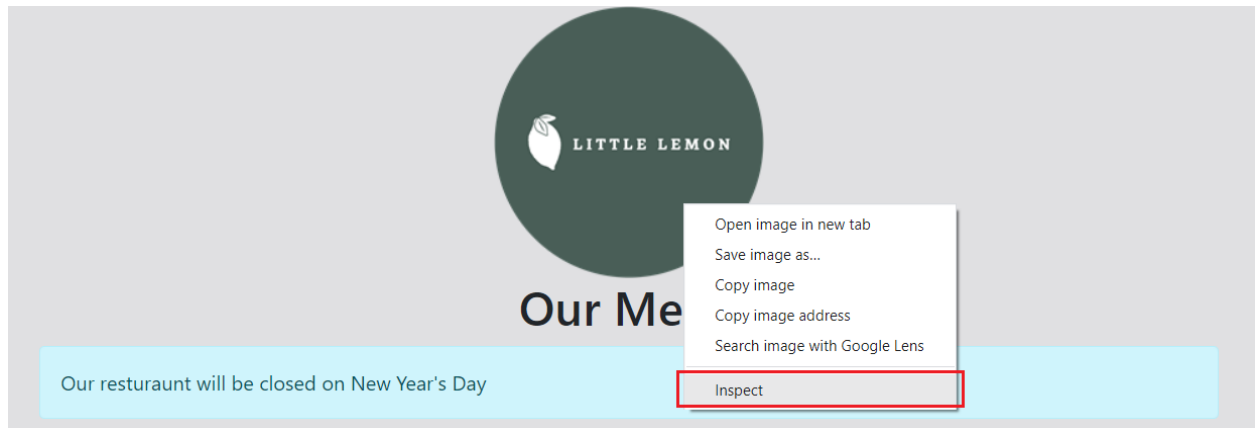 LITTLE LEMON
Open image in new tab
Save image as...
Copy image
Our Me
Copy image address
Search image with Google Lens
Our resturaunt will be closed on New Year's Day
Inspect